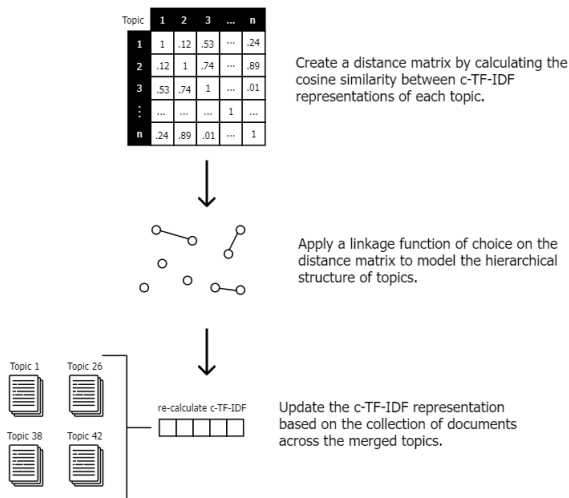 Topic 1 2 3 ... n
1 1 .12 .53 ... .24
2 .12 1 .74 ... .89
3 .53 .74 1 ... .01
⋮ ... ... ... 1 ...
n .24 .89 .01 ... 1
Create a distance matrix by calculating the
cosine similarity between c-TF-IDF
representations of each topic.
Apply a linkage function of choice on the
distance matrix to model the hierarchical
structure of topics.
Topic 1 Topic 26
Topic 38 Topic 42
re-calculate c-TF-IDF
Update the c-TF-IDF representation
based on the collection of documents
across the merged topics.